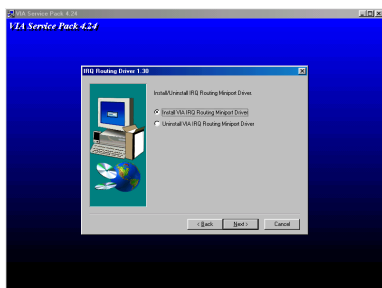 VIA Service Pack 4.24
VIA Service Pack 4.24
IRQ Routing Driver 1.30
Install/Uninstall IRQ Routing Miniport Driver.
Install VIA IRQ Routing Miniport Driver
Uninstall VIA IRQ Routing Miniport Driver
< Back
Next >
Cancel